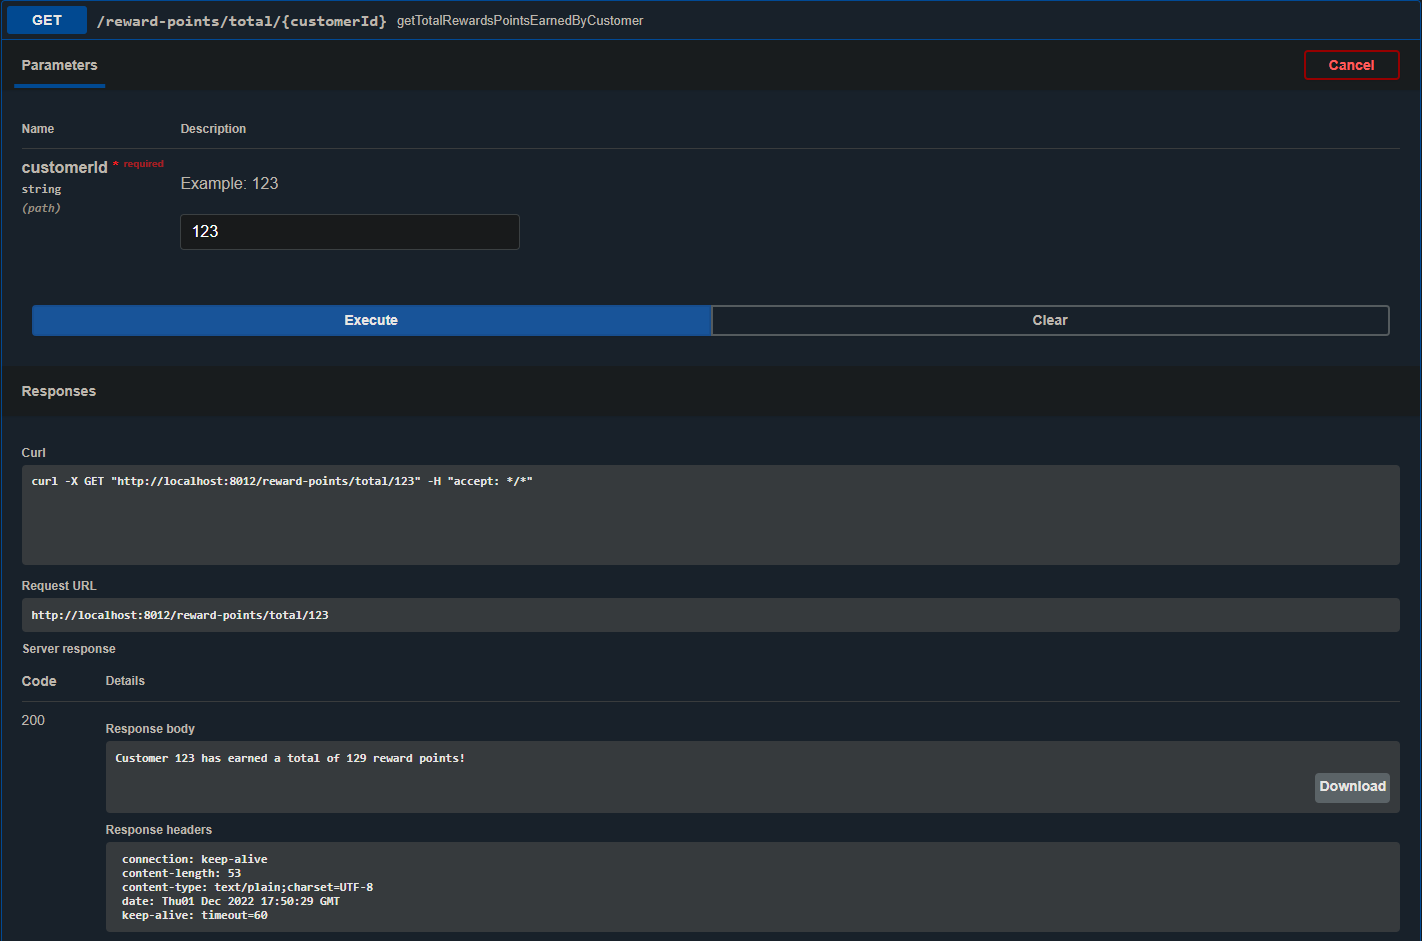 GET /reward-points/total/{customerId} getTotalRewardsPointsEarnedByCustomer
Parameters Cancel
Name Description
customerId * required
string
(path)
Example: 123
123
Execute Clear
Responses
Curl
curl -X GET "http://localhost:8012/reward-points/total/123" -H "accept: */*"
Request URL
http://localhost:8012/reward-points/total/123
Server response
Code Details
200
Response body
Customer 123 has earned a total of 129 reward points!
Download
Response headers
connection: keep-alive
content-length: 53
content-type: text/plain;charset=UTF-8
date: Thu01 Dec 2022 17:50:29 GMT
keep-alive: timeout=60